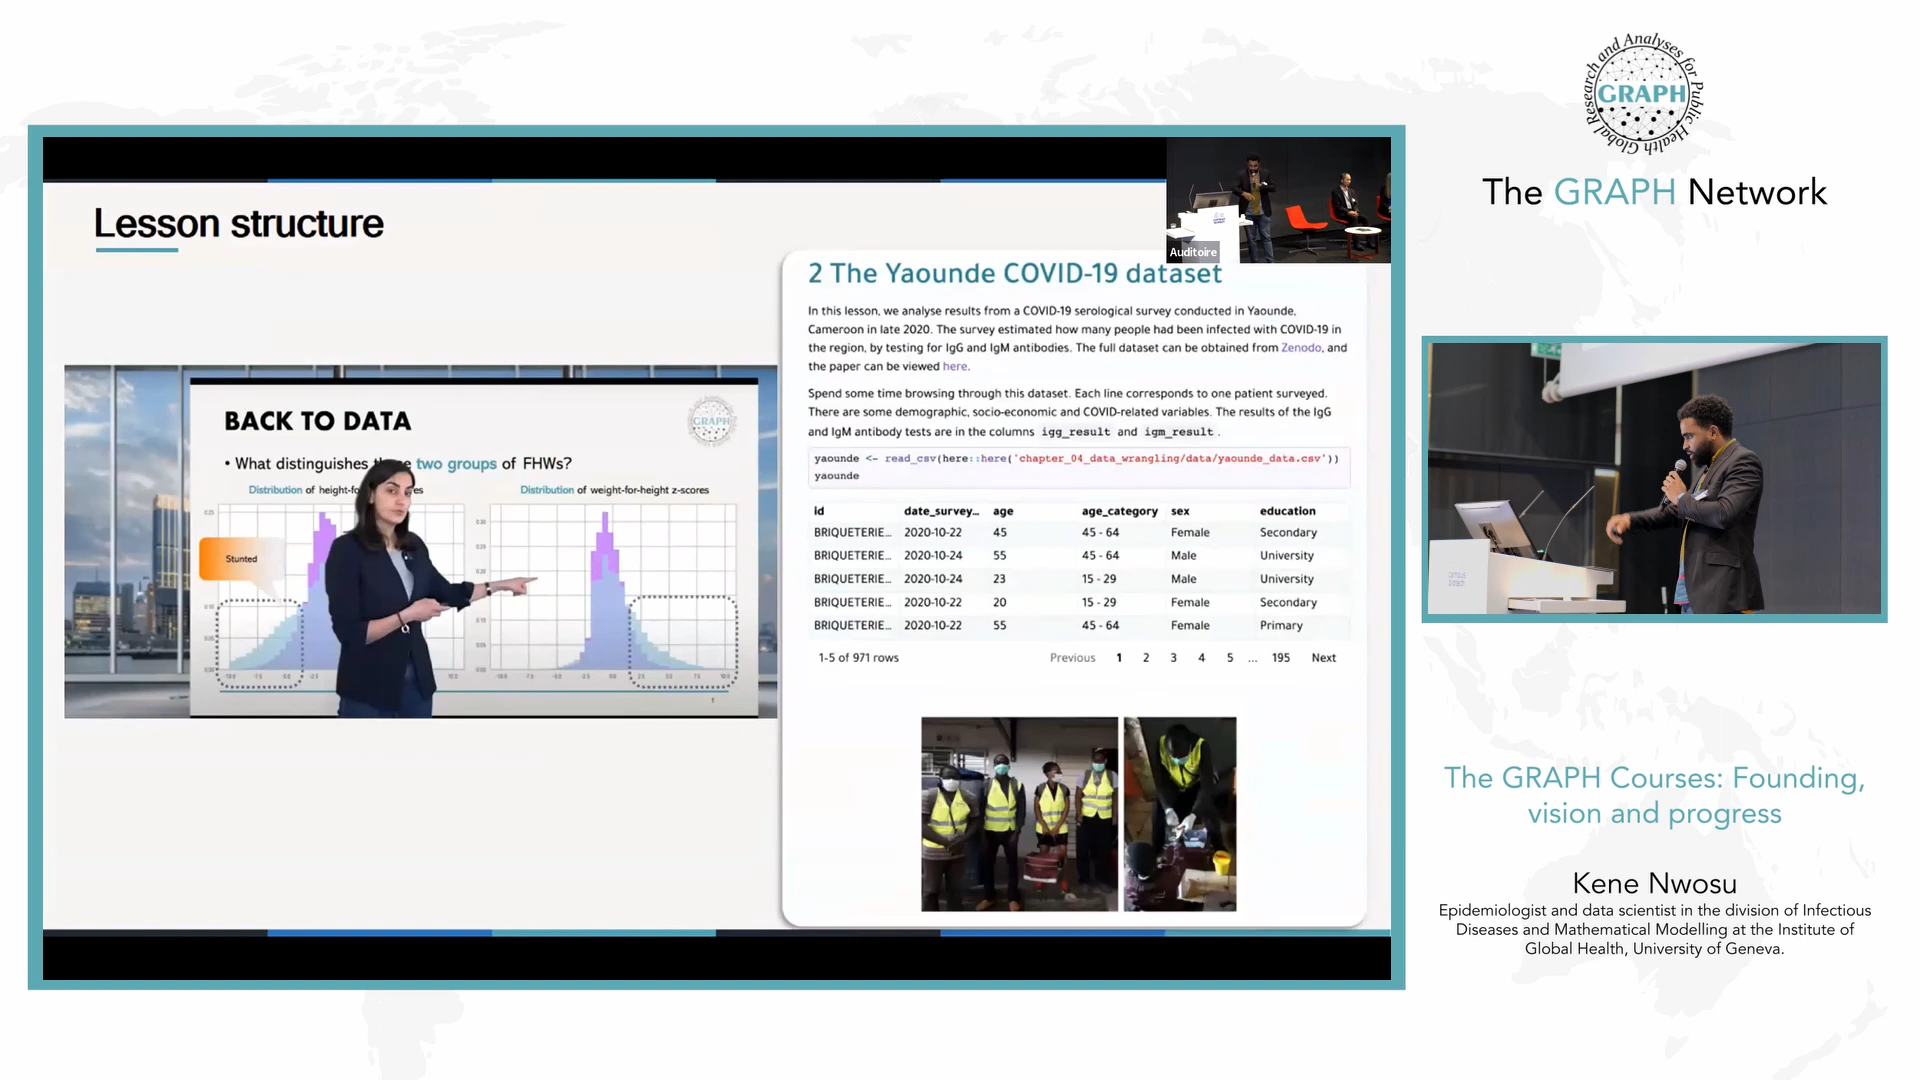 Lesson structure
Auditoire
BACK TO DATA
GRAPH
• What distinguishes two groups of FHWs?
Distribution of
Distribution of weight-for-height z-scores
Stunted
2 The Yaounde COVID-19 dataset
In this lesson, we analyse results from a COVID-19 serological survey conducted in Yaounde,
Cameroon in late 2020. The survey estimated how many people had been infected with COVID-19 in
the region, by testing for IgG and IgM antibodies. The full dataset can be obtained from Zenodo, and
the paper can be viewed here.
Spend some time browsing through this dataset. Each line corresponds to one patient surveyed.
There are some demographic, socio-economic and COVID-related variables. The results of the IgG
and IgM antibody tests are in the columns igg_result and igm_result .
yaounde <- read_csv(here::here('chapter_04_data_wrangling/data/yaounde_data.csv'))
yaounde
id date_survey... age age_category sex education
BRIQUETERIE... 2020-10-22 45 45 - 64 Female Secondary
BRIQUETERIE... 2020-10-24 55 45 - 64 Male University
BRIQUETERIE... 2020-10-24 23 15 - 29 Male University
BRIQUETERIE... 2020-10-22 20 15 - 29 Female Secondary
BRIQUETERIE... 2020-10-22 55 45 - 64 Female Primary
1-5 of 971 rows Previous 1 2 3 4 5 ... 195 Next
Global Research and Analyses for Public Health
GRAPH
The GRAPH Network
The GRAPH Courses: Founding,
vision and progress
Kene Nwosu
Epidemiologist and data scientist in the division of Infectious
Diseases and Mathematical Modelling at the Institute of
Global Health, University of Geneva.